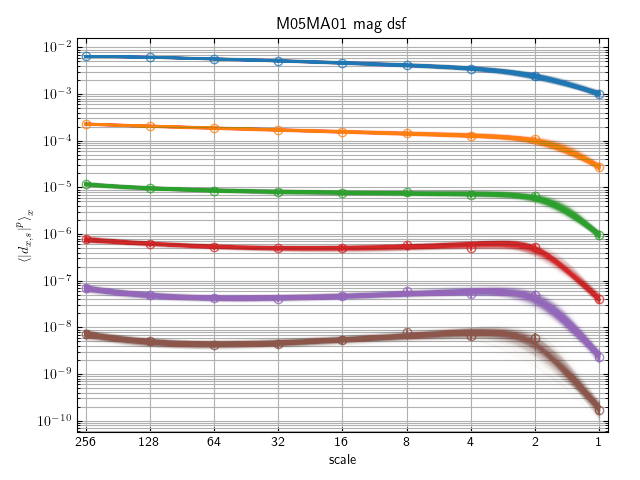 M05MA01 mag dsf
10⁻²
10⁻³
10⁻⁴
10⁻⁵
10⁻⁶
10⁻⁷
10⁻⁸
10⁻⁹
10⁻¹⁰
⟨|d_{x,s}|^p⟩_x
256 128 64 32 16 8 4 2 1
scale